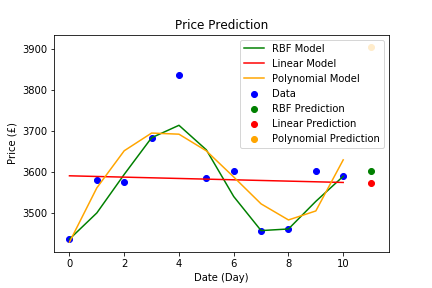 Price Prediction
3900
3800
3700
3600
3500
Price (£)
RBF Model
Linear Model
Polynomial Model
Data
RBF Prediction
Linear Prediction
Polynomial Prediction
0
2
4
6
8
10
Date (Day)